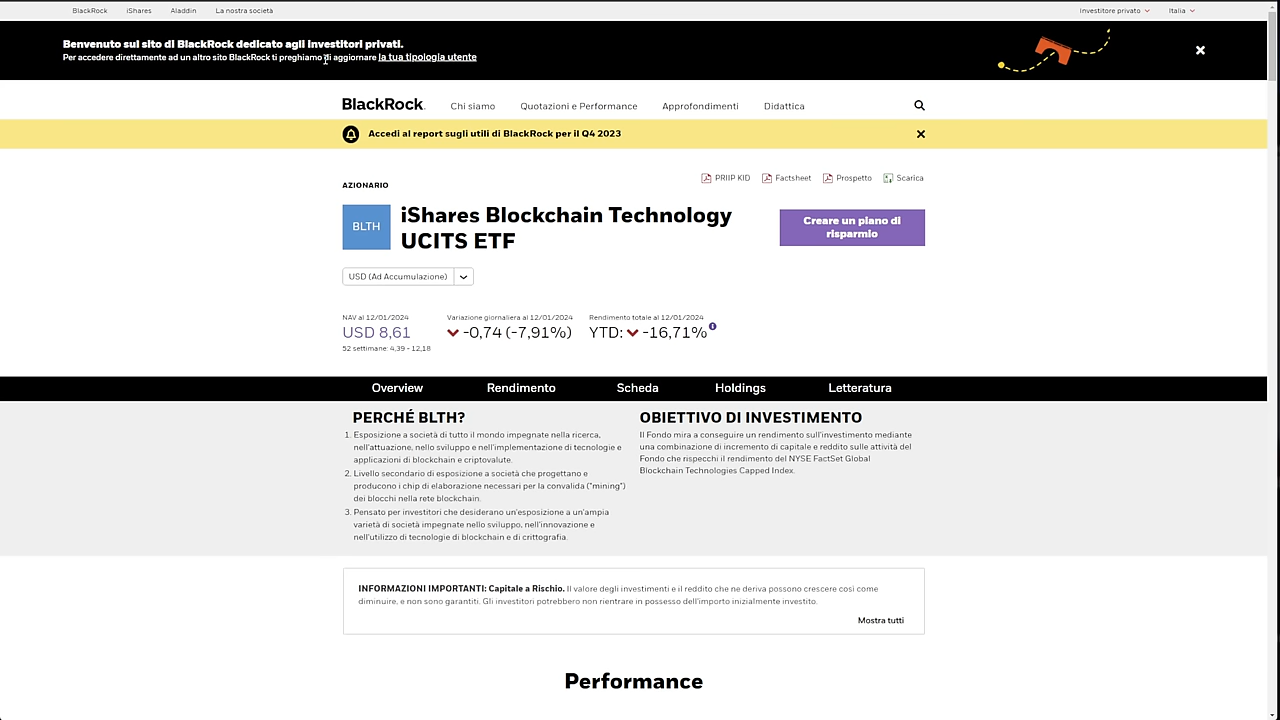 BlackRock iShares Aladdin La nostra società Investitore privato Italia
Benvenuto sul sito di BlackRock dedicato agli investitori privati.
Per accedere direttamente ad un altro sito BlackRock ti preghiamo di aggiornare la tua tipologia utente
BlackRock. Chi siamo Quotazioni e Performance Approfondimenti Didattica
Accedi al report sugli utili di BlackRock per il Q4 2023
PRIIP KID Factsheet Prospetto Scarica
AZIONARIO
BLTH
iShares Blockchain Technology
UCITS ETF
Creare un piano di
risparmio
USD (Ad Accumulazione)
NAV al 12/01/2024
USD 8,61
52 settimane: 4,39 - 12,18
Variazione giornaliera al 12/01/2024
-0,74 (-7,91%)
Rendimento totale al 12/01/2024
YTD: -16,71%
Overview Rendimento Scheda Holdings Letteratura
PERCHÉ BLTH?
1. Esposizione a società di tutto il mondo impegnate nella ricerca,
nell'attuazione, nello sviluppo e nell'implementazione di tecnologie e
applicazioni di blockchain e criptovalute.
2. Livello secondario di esposizione a società che progettano e
producono i chip di elaborazione necessari per la convalida ("mining")
dei blocchi nella rete blockchain.
3. Pensato per investitori che desiderano un'esposizione a un'ampia
varietà di società impegnate nello sviluppo, nell'innovazione e
nell'utilizzo di tecnologie di blockchain e di crittografia.
OBIETTIVO DI INVESTIMENTO
Il Fondo mira a conseguire un rendimento sull'investimento mediante
una combinazione di incremento di capitale e reddito sulle attività del
Fondo che rispecchi il rendimento del NYSE FactSet Global
Blockchain Technologies Capped Index.
INFORMAZIONI IMPORTANTI: Capitale a Rischio. Il valore degli investimenti e il reddito che ne deriva possono crescere così come
diminuire, e non sono garantiti. Gli investitori potrebbero non rientrare in possesso dell'importo inizialmente investito.
Mostra tutti
Performance